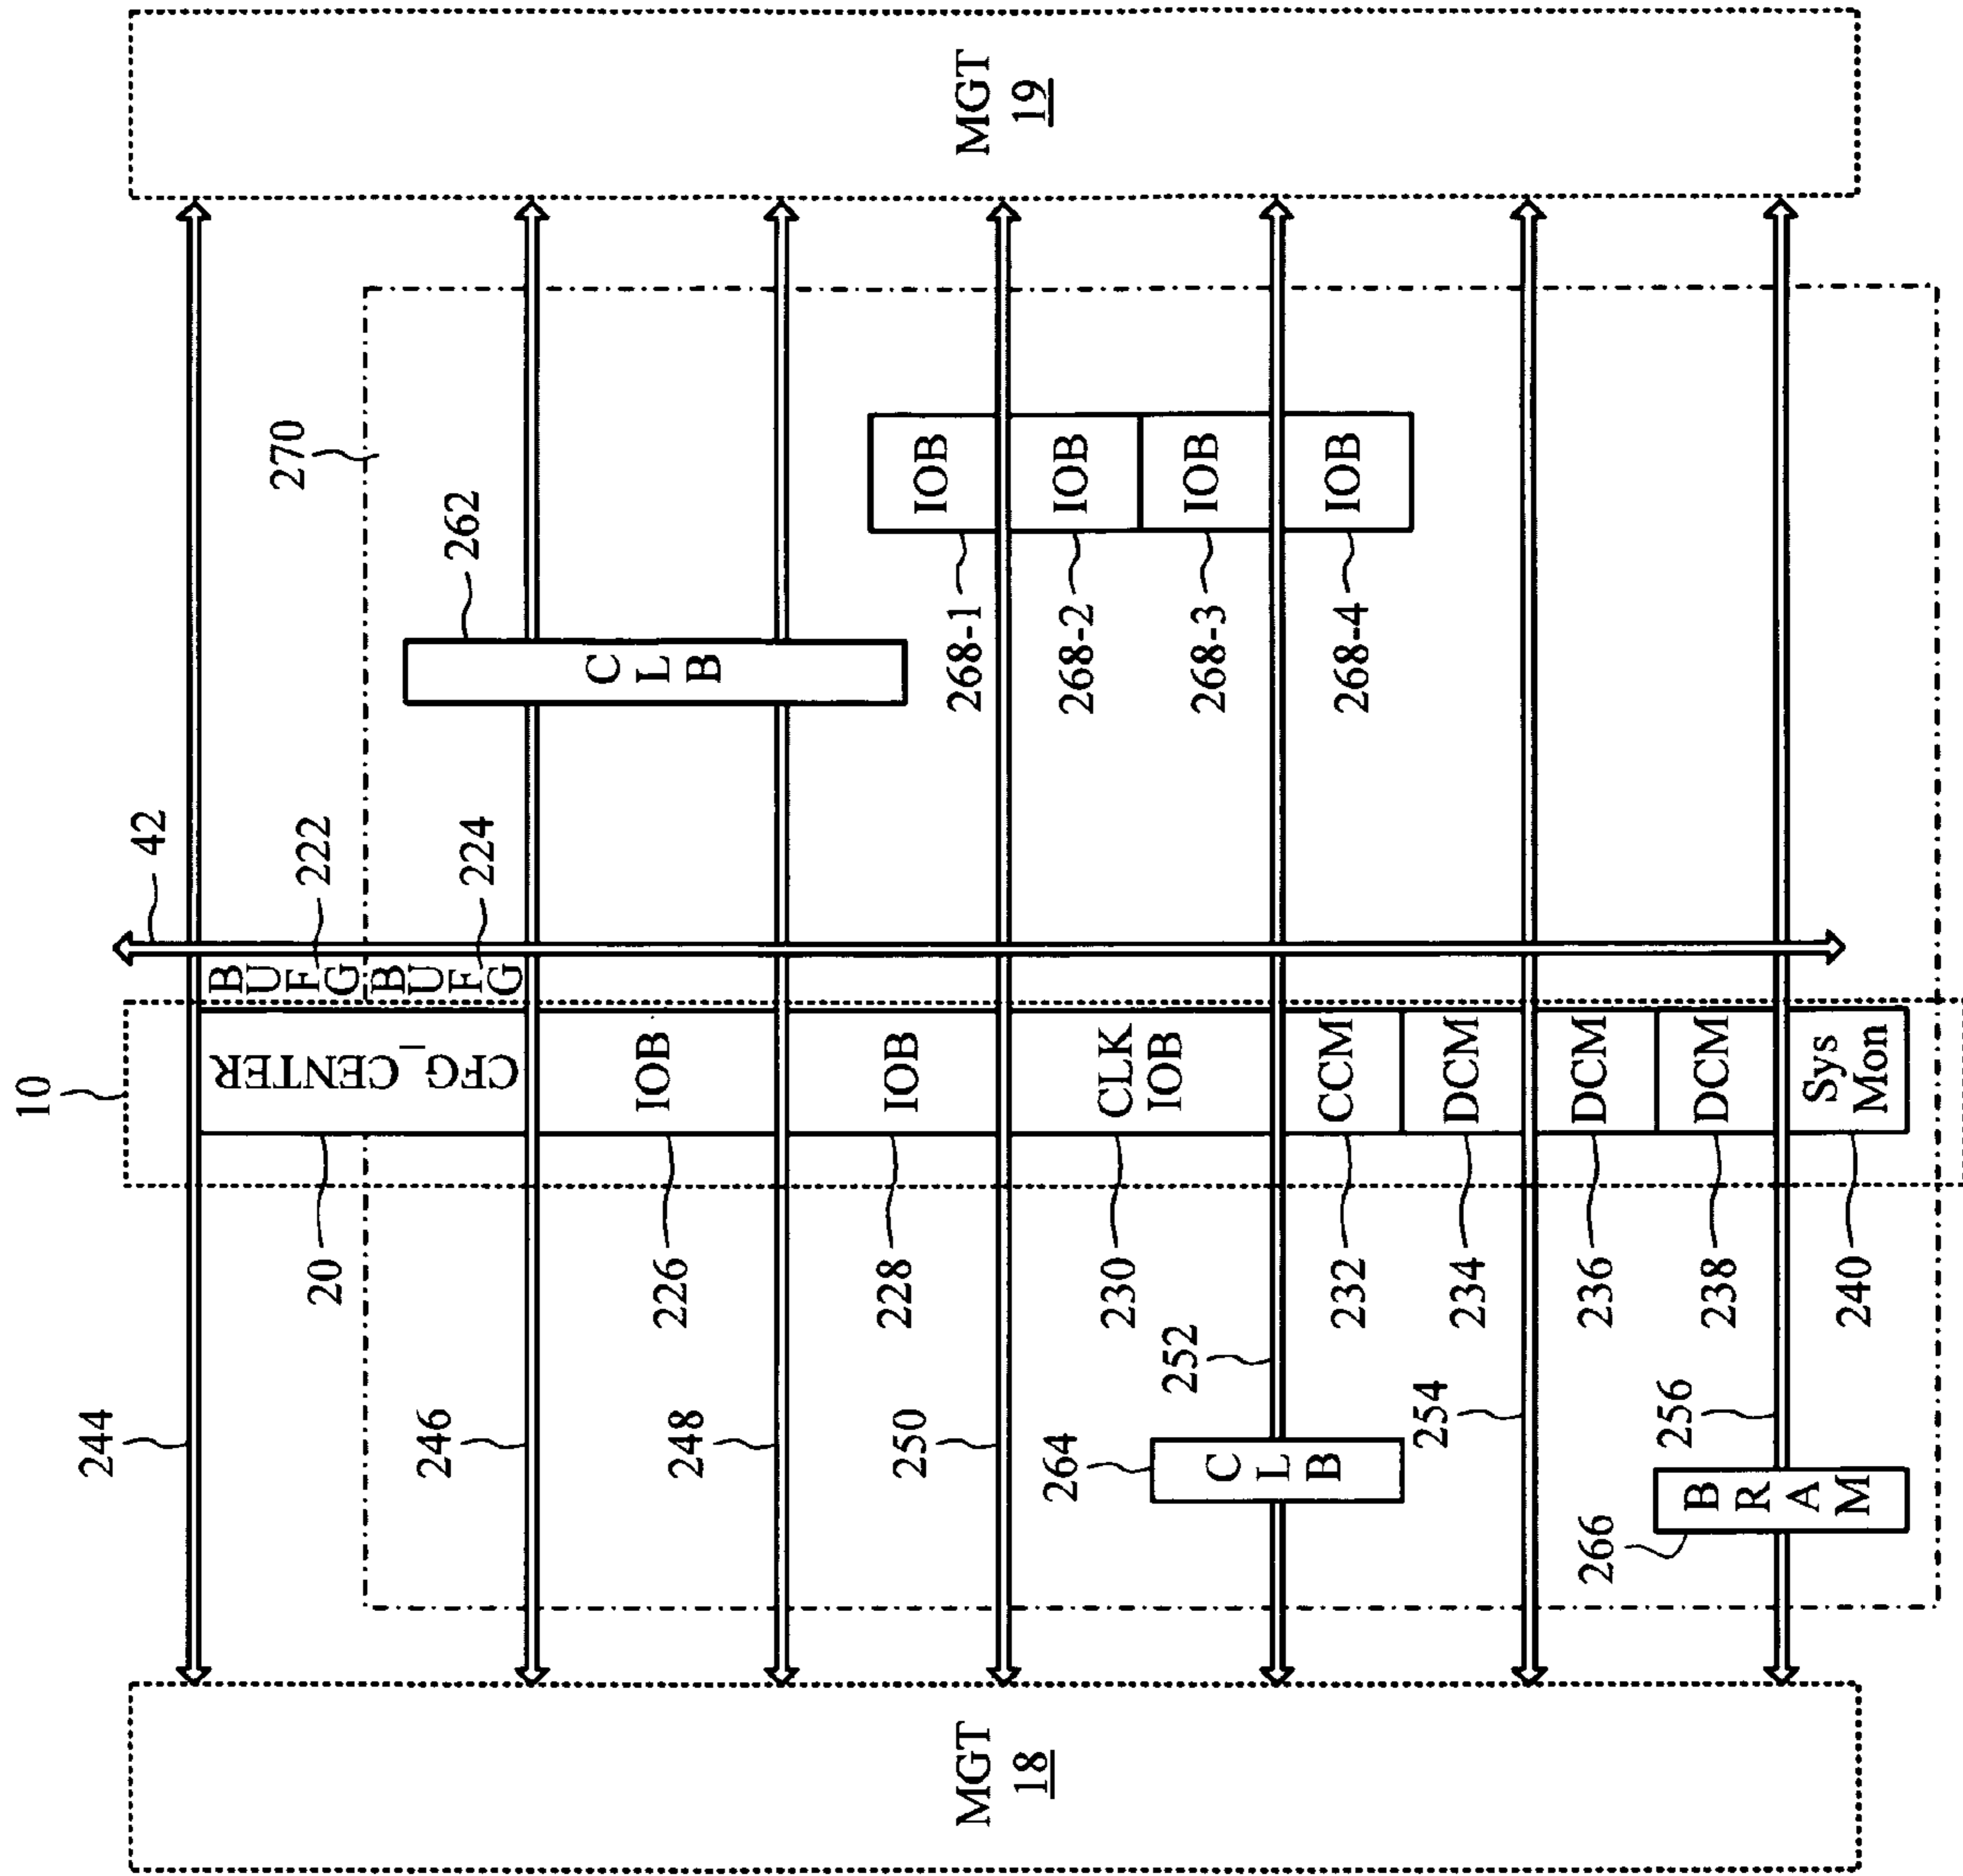 MGT
19
270
262
IOB
IOB
IOB
IOB
268-1
268-2
268-3
268-4
C
L
B
42
222
224
B
U
F
G
B
U
F
G
10
CFG_CENTER
IOB
IOB
CLK
IOB
CCM
DCM
DCM
DCM
Sys
Mon
20
226
228
230
232
234
236
238
240
244
246
248
250
252
254
256
264
C
L
B
266
B
R
A
M
MGT
18